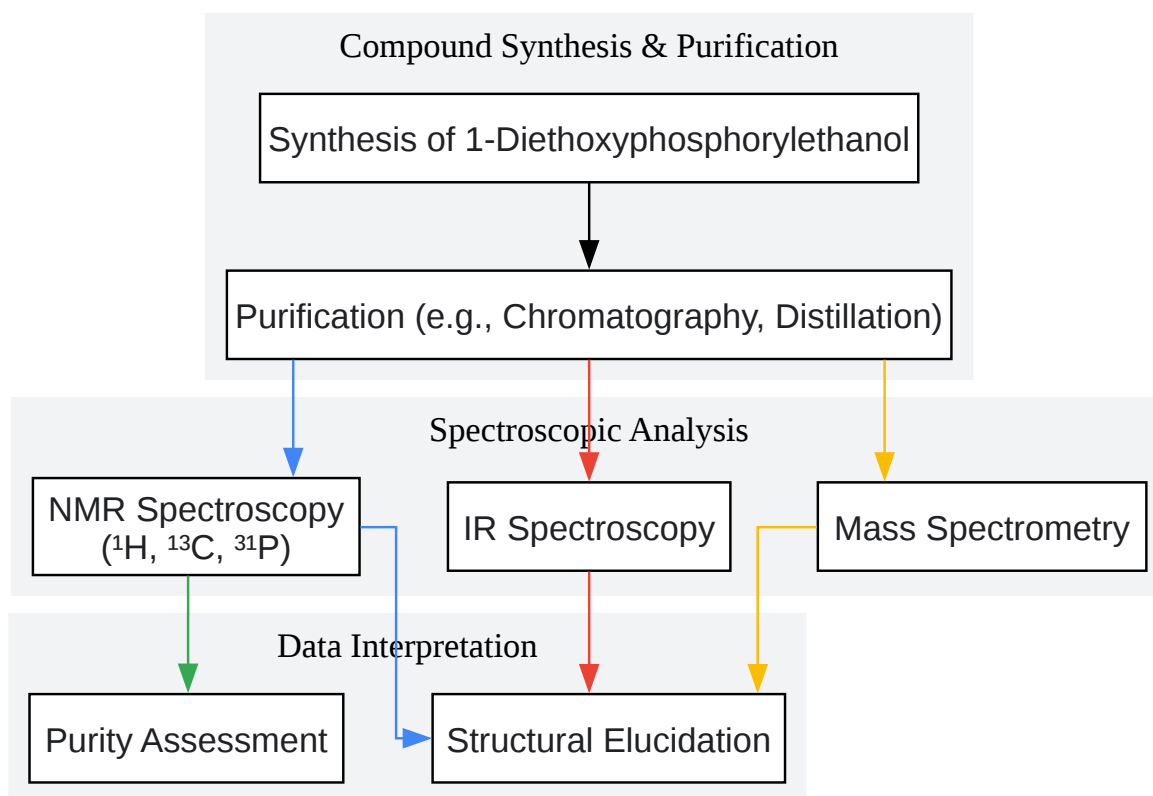 Compound Synthesis & Purification
Synthesis of 1-Diethoxyphosphorylethanol
Purification (e.g., Chromatography, Distillation)
Spectroscopic Analysis
NMR Spectroscopy
(¹H, ¹³C, ³¹P)
IR Spectroscopy
Mass Spectrometry
Data Interpretation
Purity Assessment
Structural Elucidation